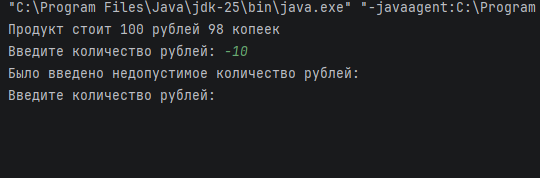 "C:\Program Files\Java\jdk-25\bin\java.exe" "-javaagent:C:\Program
Продукт стоит 100 рублей 98 копеек
Введите количество рублей: -10
Было введено недопустимое количество рублей:
Введите количество рублей: